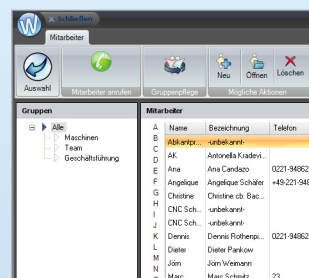 W
x Schließen
Mitarbeiter
Auswahl
Mitarbeiter anrufen
Gruppenpflege
Neu
Öffnen
Löschen
Mögliche Aktionen
Gruppen
Mitarbeiter
Alle
Maschinen
Team
Geschäftsführung
A
B
C
D
E
F
G
H
I
J
K
L
M
N
Name Bezeichnung Telefon
Abkantpr... -unbekannt-
AK Antonella Kradevi...
Ana Ana Candazo 0221-94862
Angelique Angelique Schäfer +49-221-948
Christine Christine cb. Bac...
CNC Sch... -unbekannt-
CNC Sch... -unbekannt-
Dennis Dennis Rothenpi... 0221-94862
Dieter Dieter Pankow
Jörn Jörn Weimann
Marc Marc Schmitz 23